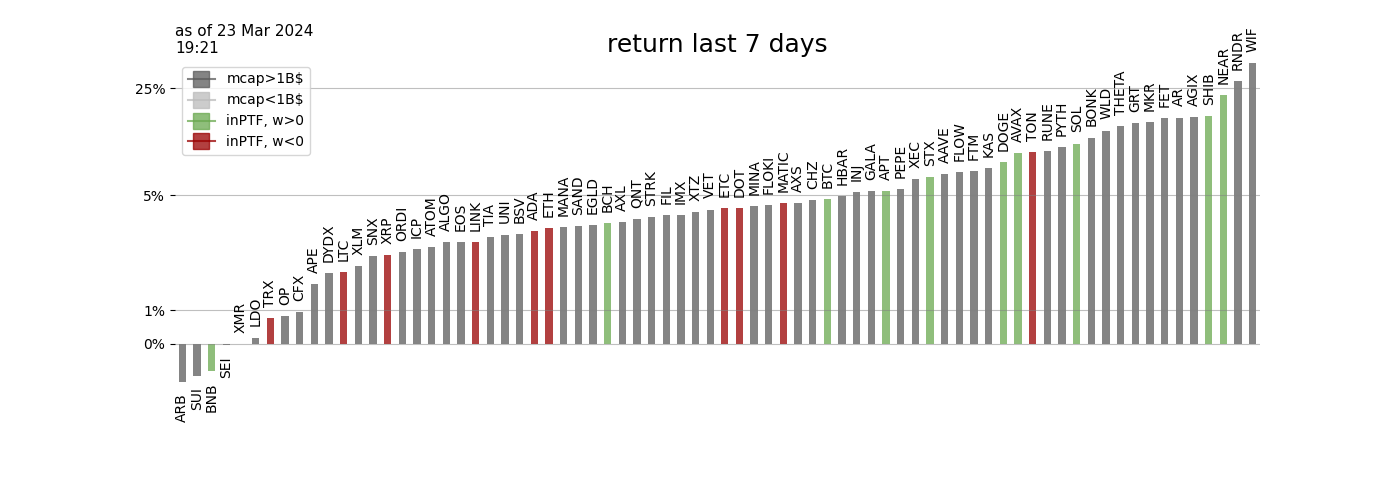 as of 23 Mar 2024
19:21
return last 7 days
mcap>1B$
mcap<1B$
inPTF, w>0
inPTF, w<0
25%
5%
1%
0%
ARB
SUI
BNB
SEI
XMR
LDO
TRX
OP
CFX
APE
DYDX
LTC
XLM
SNX
XRP
ORDI
ICP
ATOM
ALGO
EOS
LINK
TIA
UNI
BSV
ADA
ETH
MANA
SAND
EGLD
BCH
AXL
QNT
STRK
FIL
IMX
XTZ
VET
ETC
DOT
MINA
FLOKI
MATIC
AXS
CHZ
BTC
HBAR
INJ
GALA
APT
PEPE
XEC
STX
AAVE
FLOW
FTM
KAS
DOGE
AVAX
TON
RUNE
PYTH
SOL
BONK
WLD
THETA
GRT
MKR
FET
AR
AGIX
SHIB
NEAR
RNDR
WIF